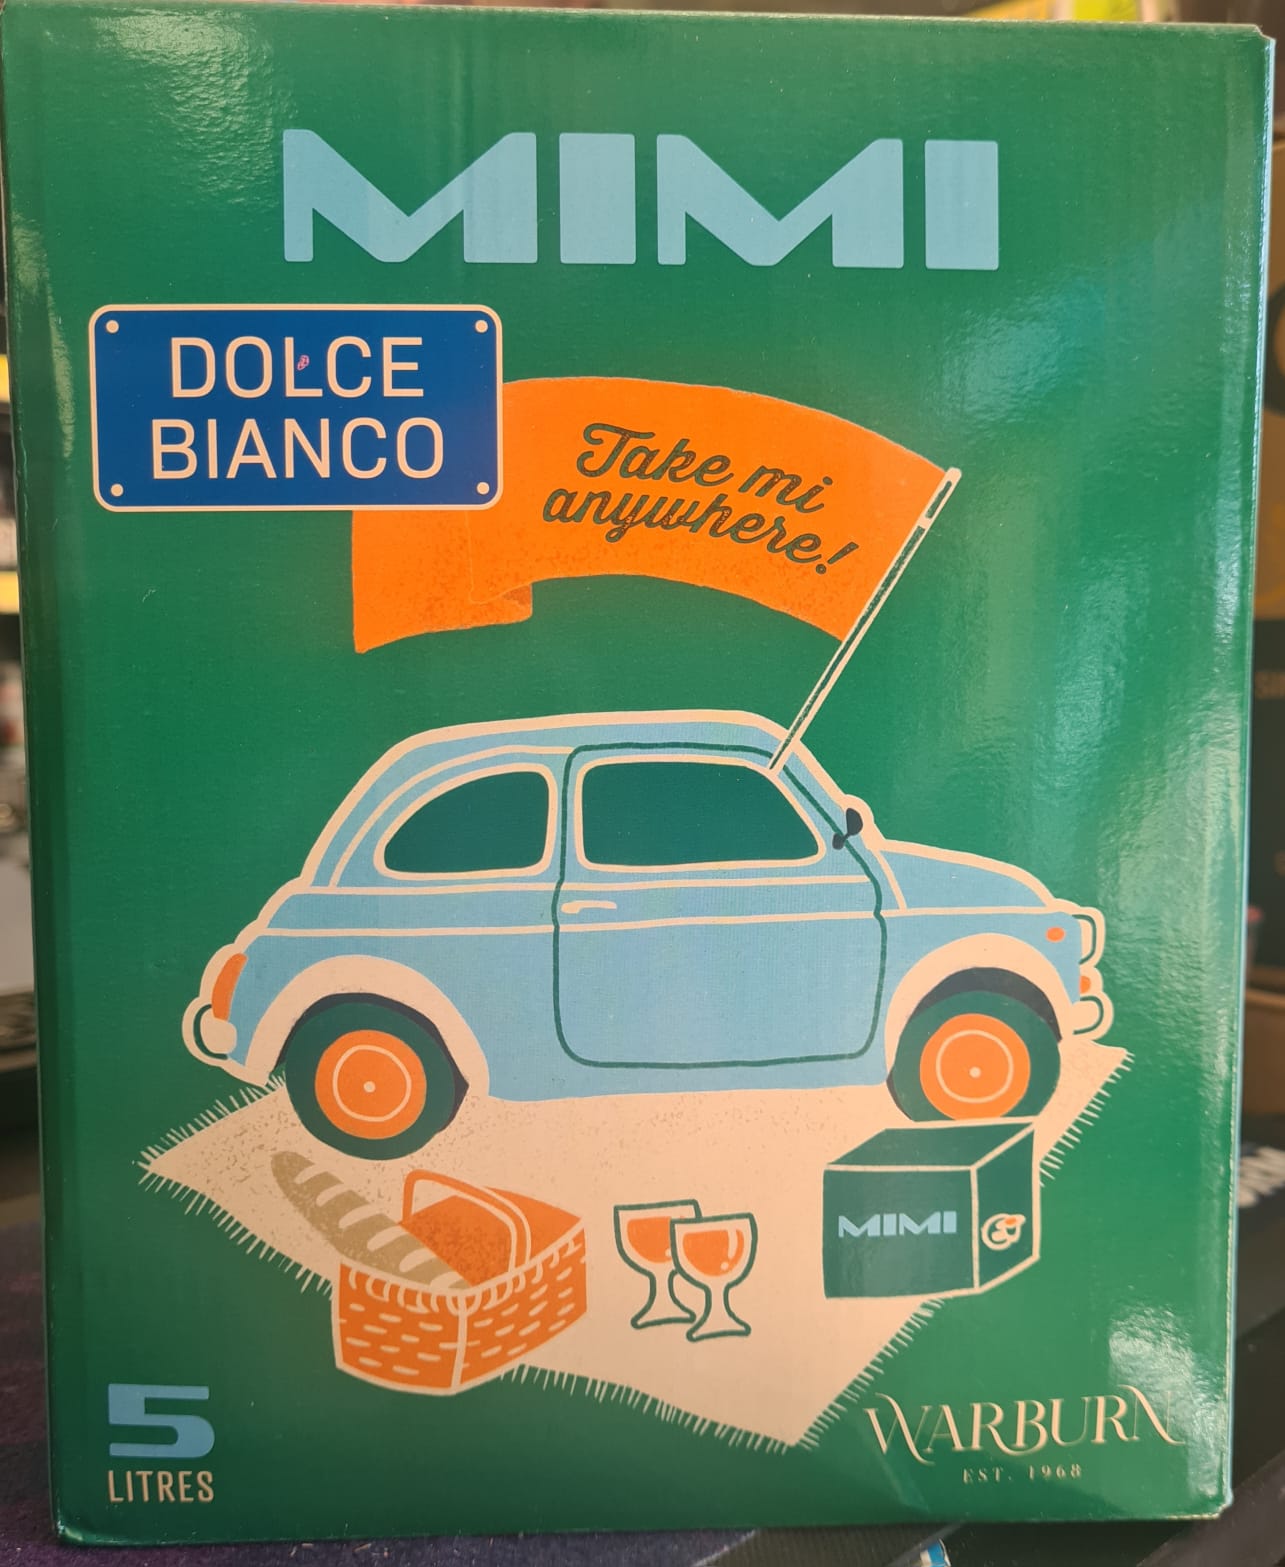 MIMI
DOLCE
BIANCO
Take mi
anywhere!
MIMI
5
LITRES
WARBURN
EST. 1968